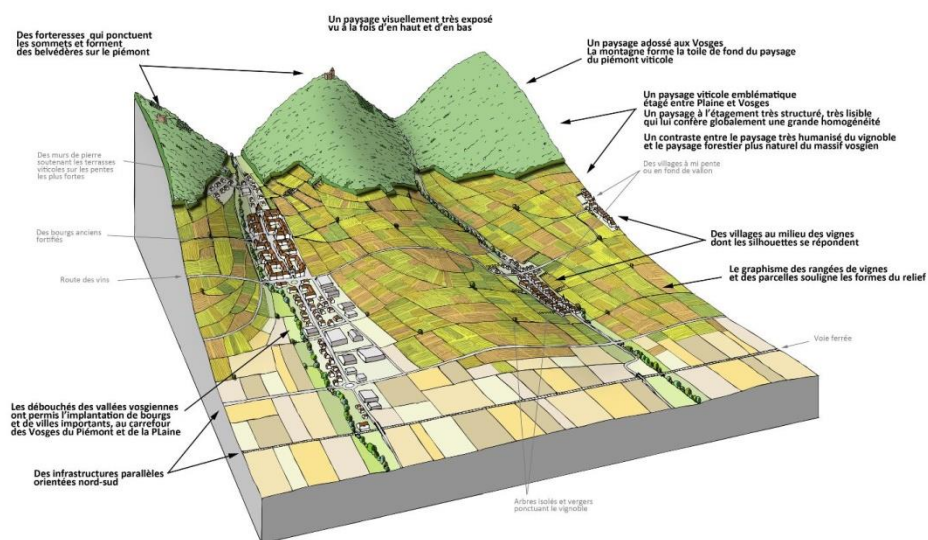 Un paysage visuellement très exposé
vu à la fois d'en haut et d'en bas
Des forteresses qui ponctuent
les sommets et forment
des belvédères sur le piémont
Un paysage adossé aux Vosges
La montagne forme la toile de fond du paysage
du piémont viticole
Un paysage viticole emblématique
étagé entre Plaine et Vosges
Un paysage à l'étagement très structuré, très lisible
qui lui confère globalement une grande homogénéité
Un contraste entre le paysage très humanisé du vignoble
et le paysage forestier plus naturel du massif vosgien
Des murs de pierre
soutenant les terrasses
viticoles sur les pentes
les plus fortes
Des villages à mi pente
ou en fond de vallon
Des bourgs anciens
fortifiés
Des villages au milieu des vignes
dont les silhouettes se répondent
Route des vins
Le graphisme des rangées de vignes
et des parcelles souligne les formes du relief
Voie ferrée
Les débouchés des vallées vosgiennes
ont permis l'implantation de bourgs
et de villes importants, au carrefour
des Vosges du Piémont et de la PLaine
Des infrastructures parallèles
orientées nord-sud
Arbres isolés et vergers
ponctuant le vignoble